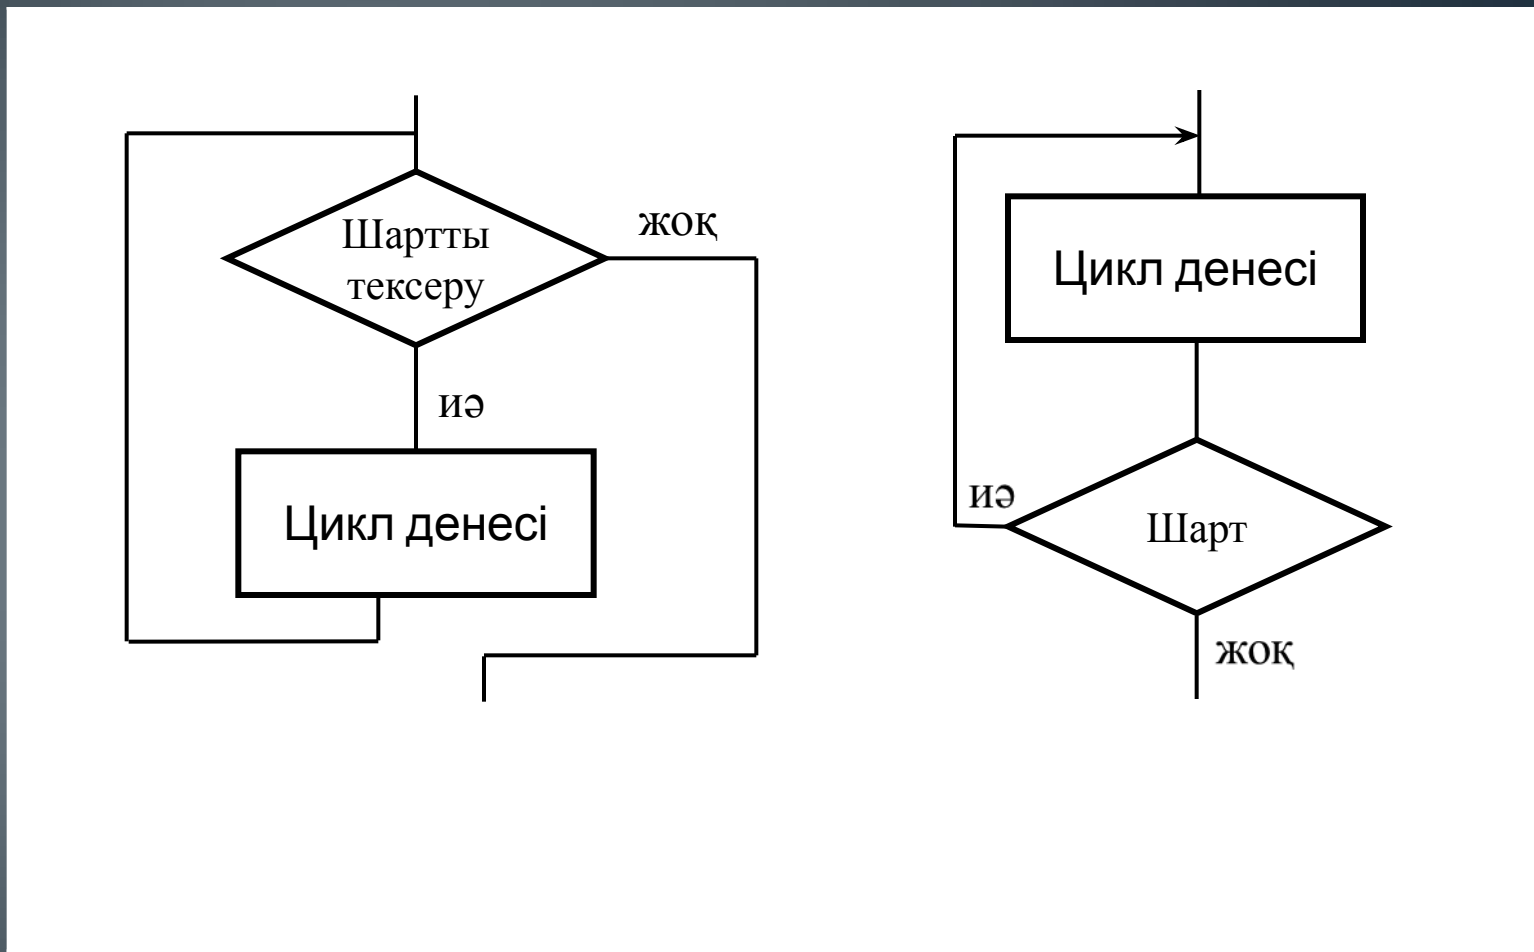 Шартты
тексеру
жоқ
иә
Цикл денесі
Цикл денесі
иә
Шарт
жоқ